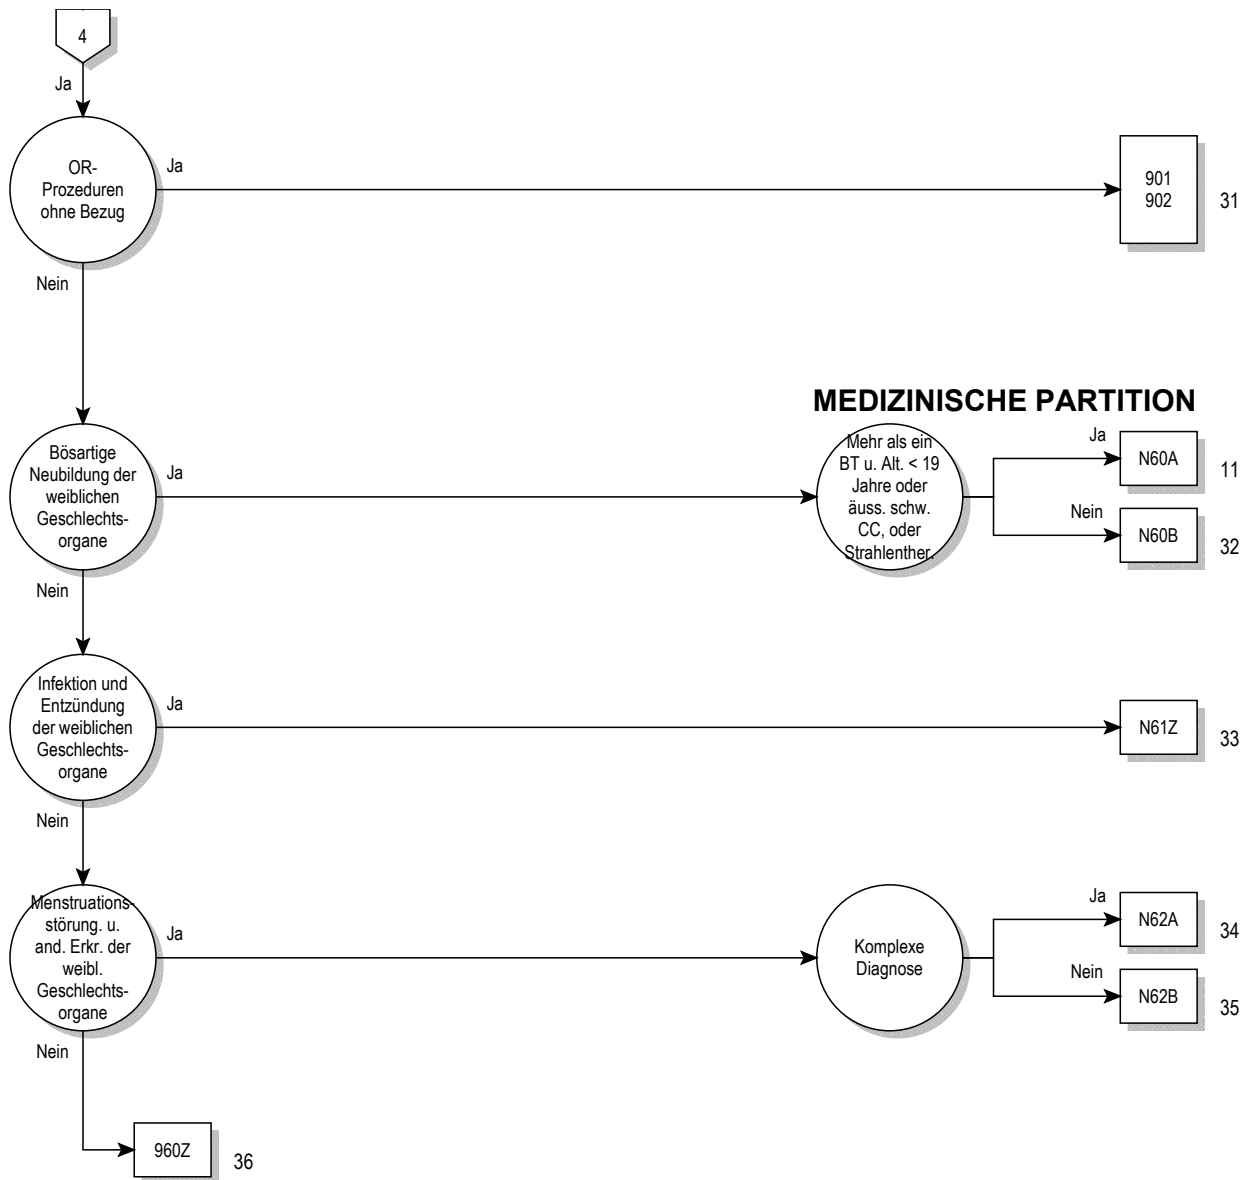 4
Ja
OR-
Prozeduren
ohne Bezug
Ja
901
902
31
Nein
MEDIZINISCHE PARTITION
Bösartige
Neubildung der
weiblichen
Geschlechts-
organe
Ja
Mehr als ein
BT u. Alt. < 19
Jahre oder
äuss. schw.
CC, oder
Strahlenther.
Ja
N60A
11
Nein
N60B
32
Nein
Infektion und
Entzündung
der weiblichen
Geschlechts-
organe
Ja
N61Z
33
Nein
Menstruations-
störung. u.
and. Erkr. der
weibl.
Geschlechts-
organe
Ja
Komplexe
Diagnose
Ja
N62A
34
Nein
N62B
35
Nein
960Z
36